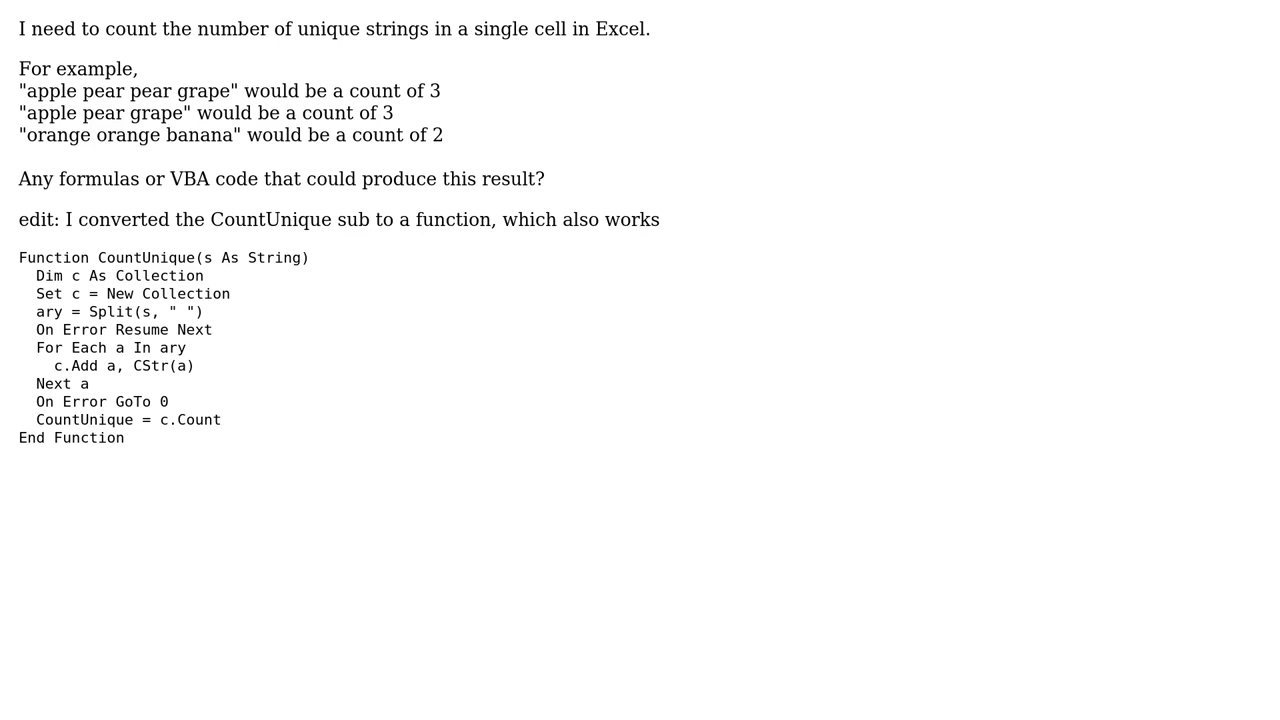 I need to count the number of unique strings in a single cell in Excel.
For example,
"apple pear pear grape" would be a count of 3
"apple pear grape" would be a count of 3
"orange orange banana" would be a count of 2
Any formulas or VBA code that could produce this result?
edit: I converted the CountUnique sub to a function, which also works
Function CountUnique(s As String)
  Dim c As Collection
  Set c = New Collection
  ary = Split(s, " ")
  On Error Resume Next
  For Each a In ary
    c.Add a, CStr(a)
  Next a
  On Error GoTo 0
  CountUnique = c.Count
End Function